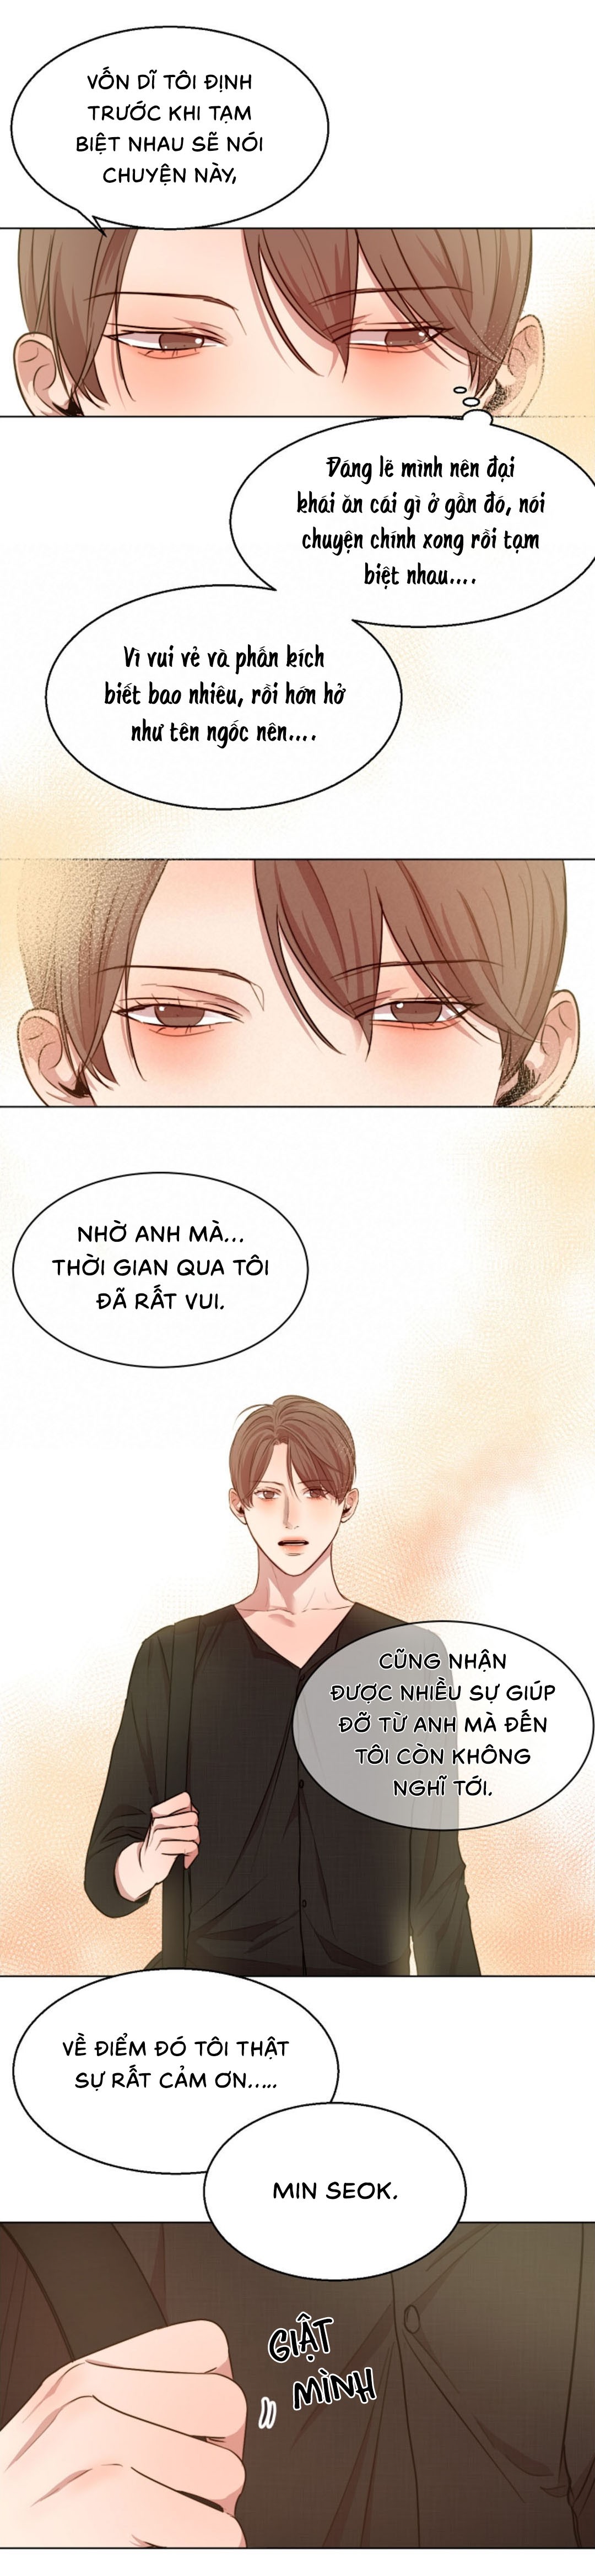 VỐN DĨ TÔI ĐỊNH
TRƯỚC KHI TẠM
BIỆT NHAU SẼ NÓI
CHUYỆN NÀY,
Đáng lẽ mình nên đại
khái ăn cái gì ở gần đó, nói
chuyện chính xong rồi tạm
biệt nhau....
Vì vui vẻ và phấn kích
biết bao nhiêu, rồi hớn hở
như tên ngốc nên....
NHỜ ANH MÀ...
THỜI GIAN QUA TÔI
ĐÃ RẤT VUI.
CŨNG NHẬN
ĐƯỢC NHIỀU SỰ GIÚP
ĐỠ TỪ ANH MÀ ĐẾN
TÔI CÒN KHÔNG
NGHĨ TỚI.
VỀ ĐIỂM ĐÓ TÔI THẬT
SỰ RẤT CẢM ƠN.....
MIN SEOK.
GIẬT
MÌNH